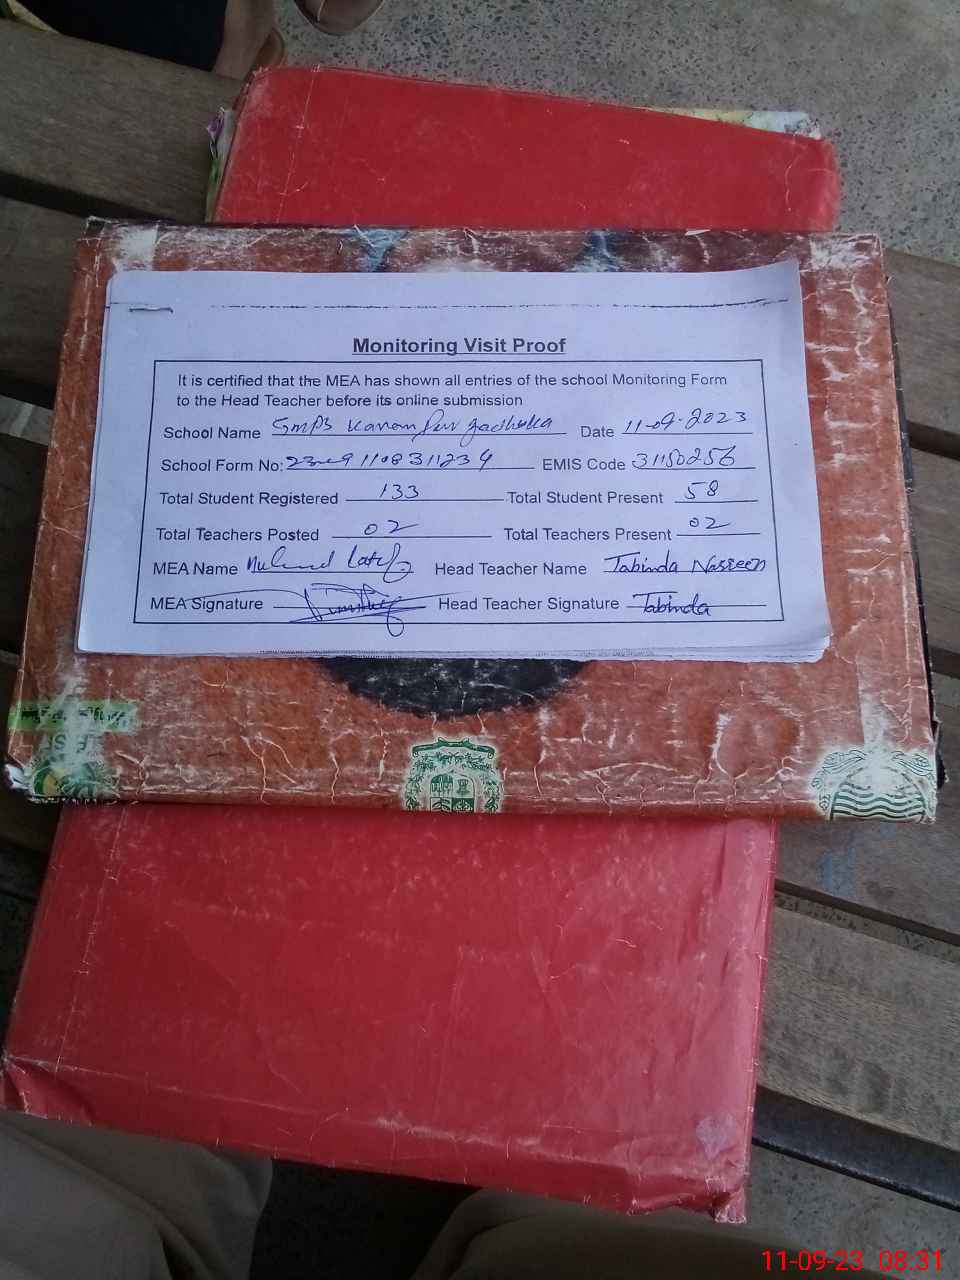 Monitoring Visit Proof
It is certified that the MEA has shown all entries of the school Monitoring Form
to the Head Teacher before its online submission
School Name GMPS Karam Date 11-09-2023
School Form No: EMIS Code 31150256
Total Student Registered 133 Total Student Present 58
Total Teachers Posted 02 Total Teachers Present 02
MEA Name Latif Head Teacher Name Tabinda Nasreen
MEA Signature Head Teacher Signature Tabinda
11-09-23 08:31